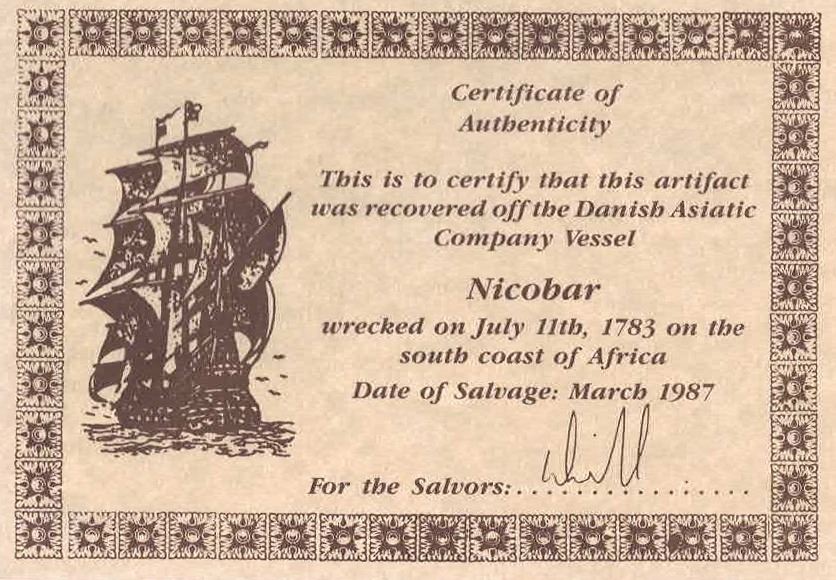 Certificate of
Authenticity
This is to certify that this artifact
was recovered off the Danish Asiatic
Company Vessel
Nicobar
wrecked on July 11th, 1783 on the
south coast of Africa
Date of Salvage: March 1987
For the Salvors:................